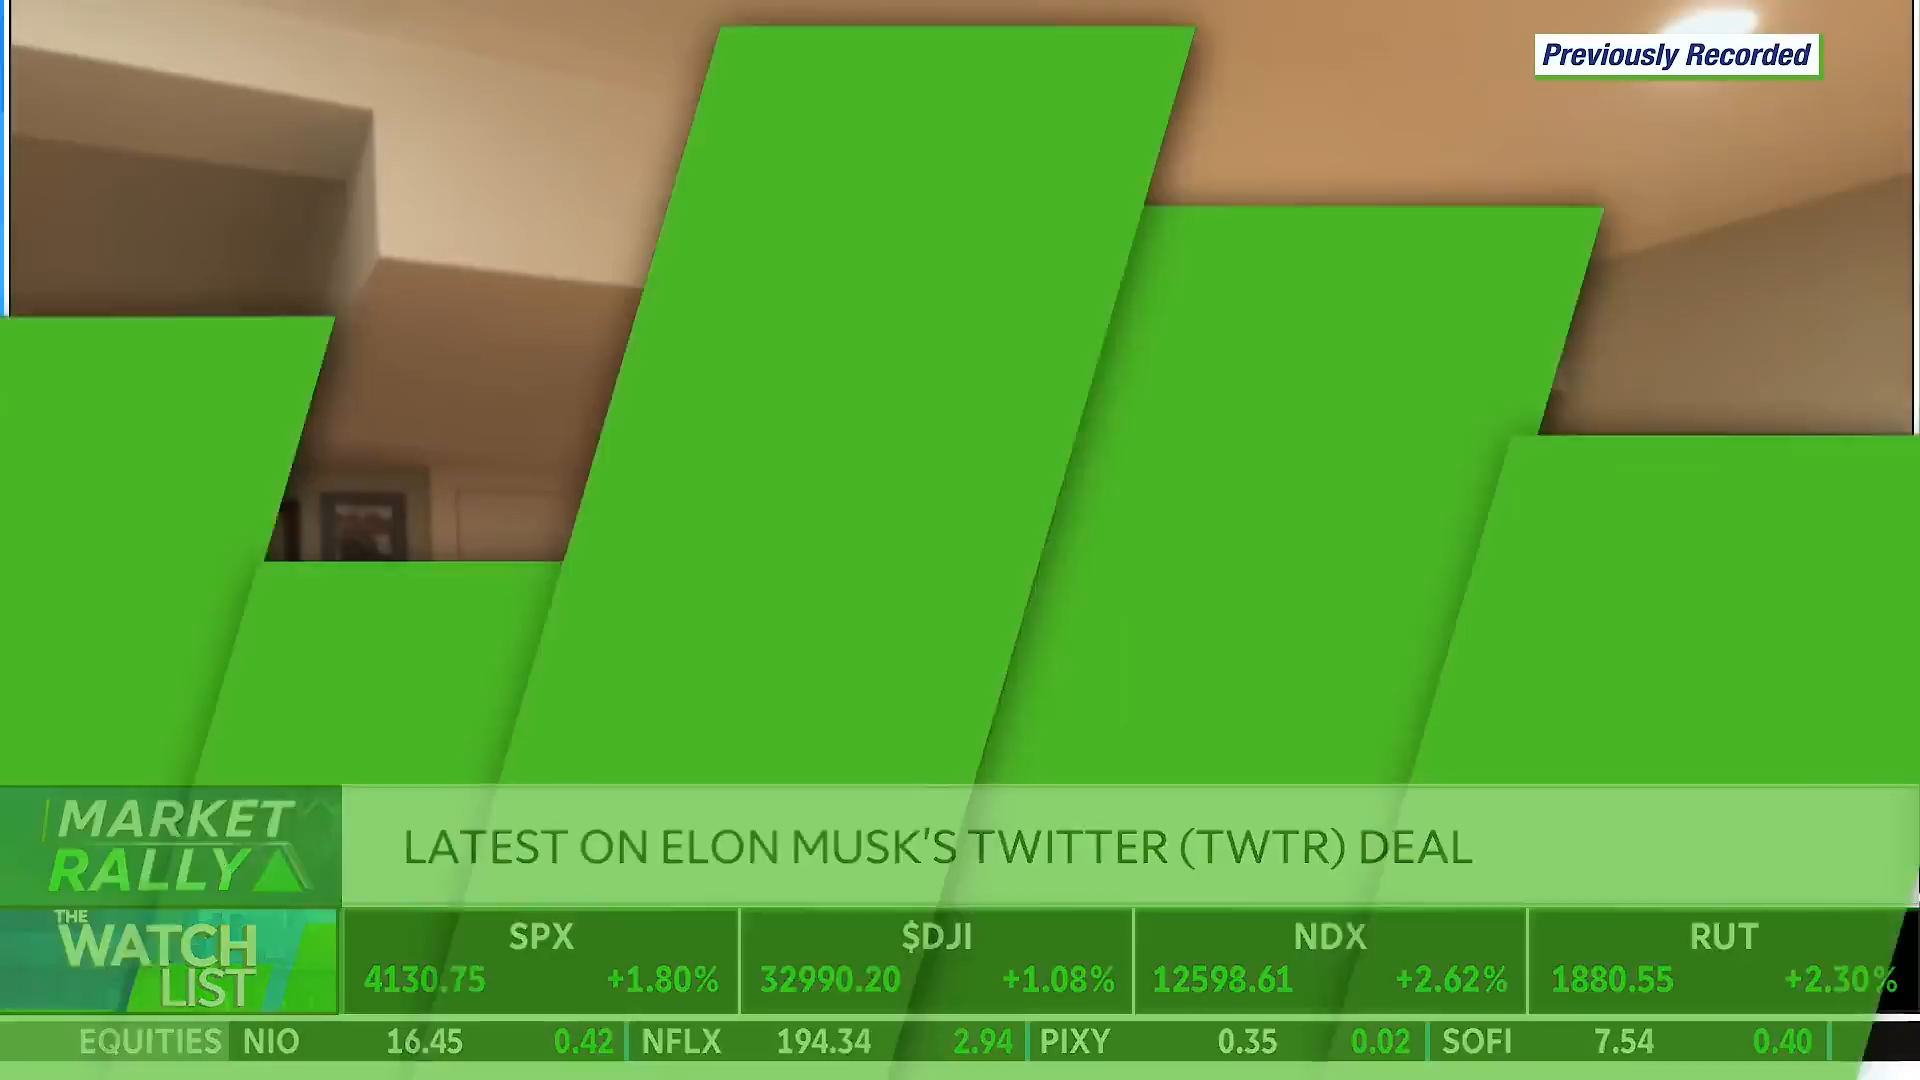 Previously Recorded
MARKET
RALLY
LATEST ON ELON MUSK'S TWITTER (TWTR) DEAL
THE
WATCH
LIST
SPX
4130.75 +1.80%
$DJI
32990.20 +1.08%
NDX
12598.61 +2.62%
RUT
1880.55 +2.30%
EQUITIES NIO 16.45 0.42 NFLX 194.34 2.94 PIXY 0.35 0.02 SOFI 7.54 0.40